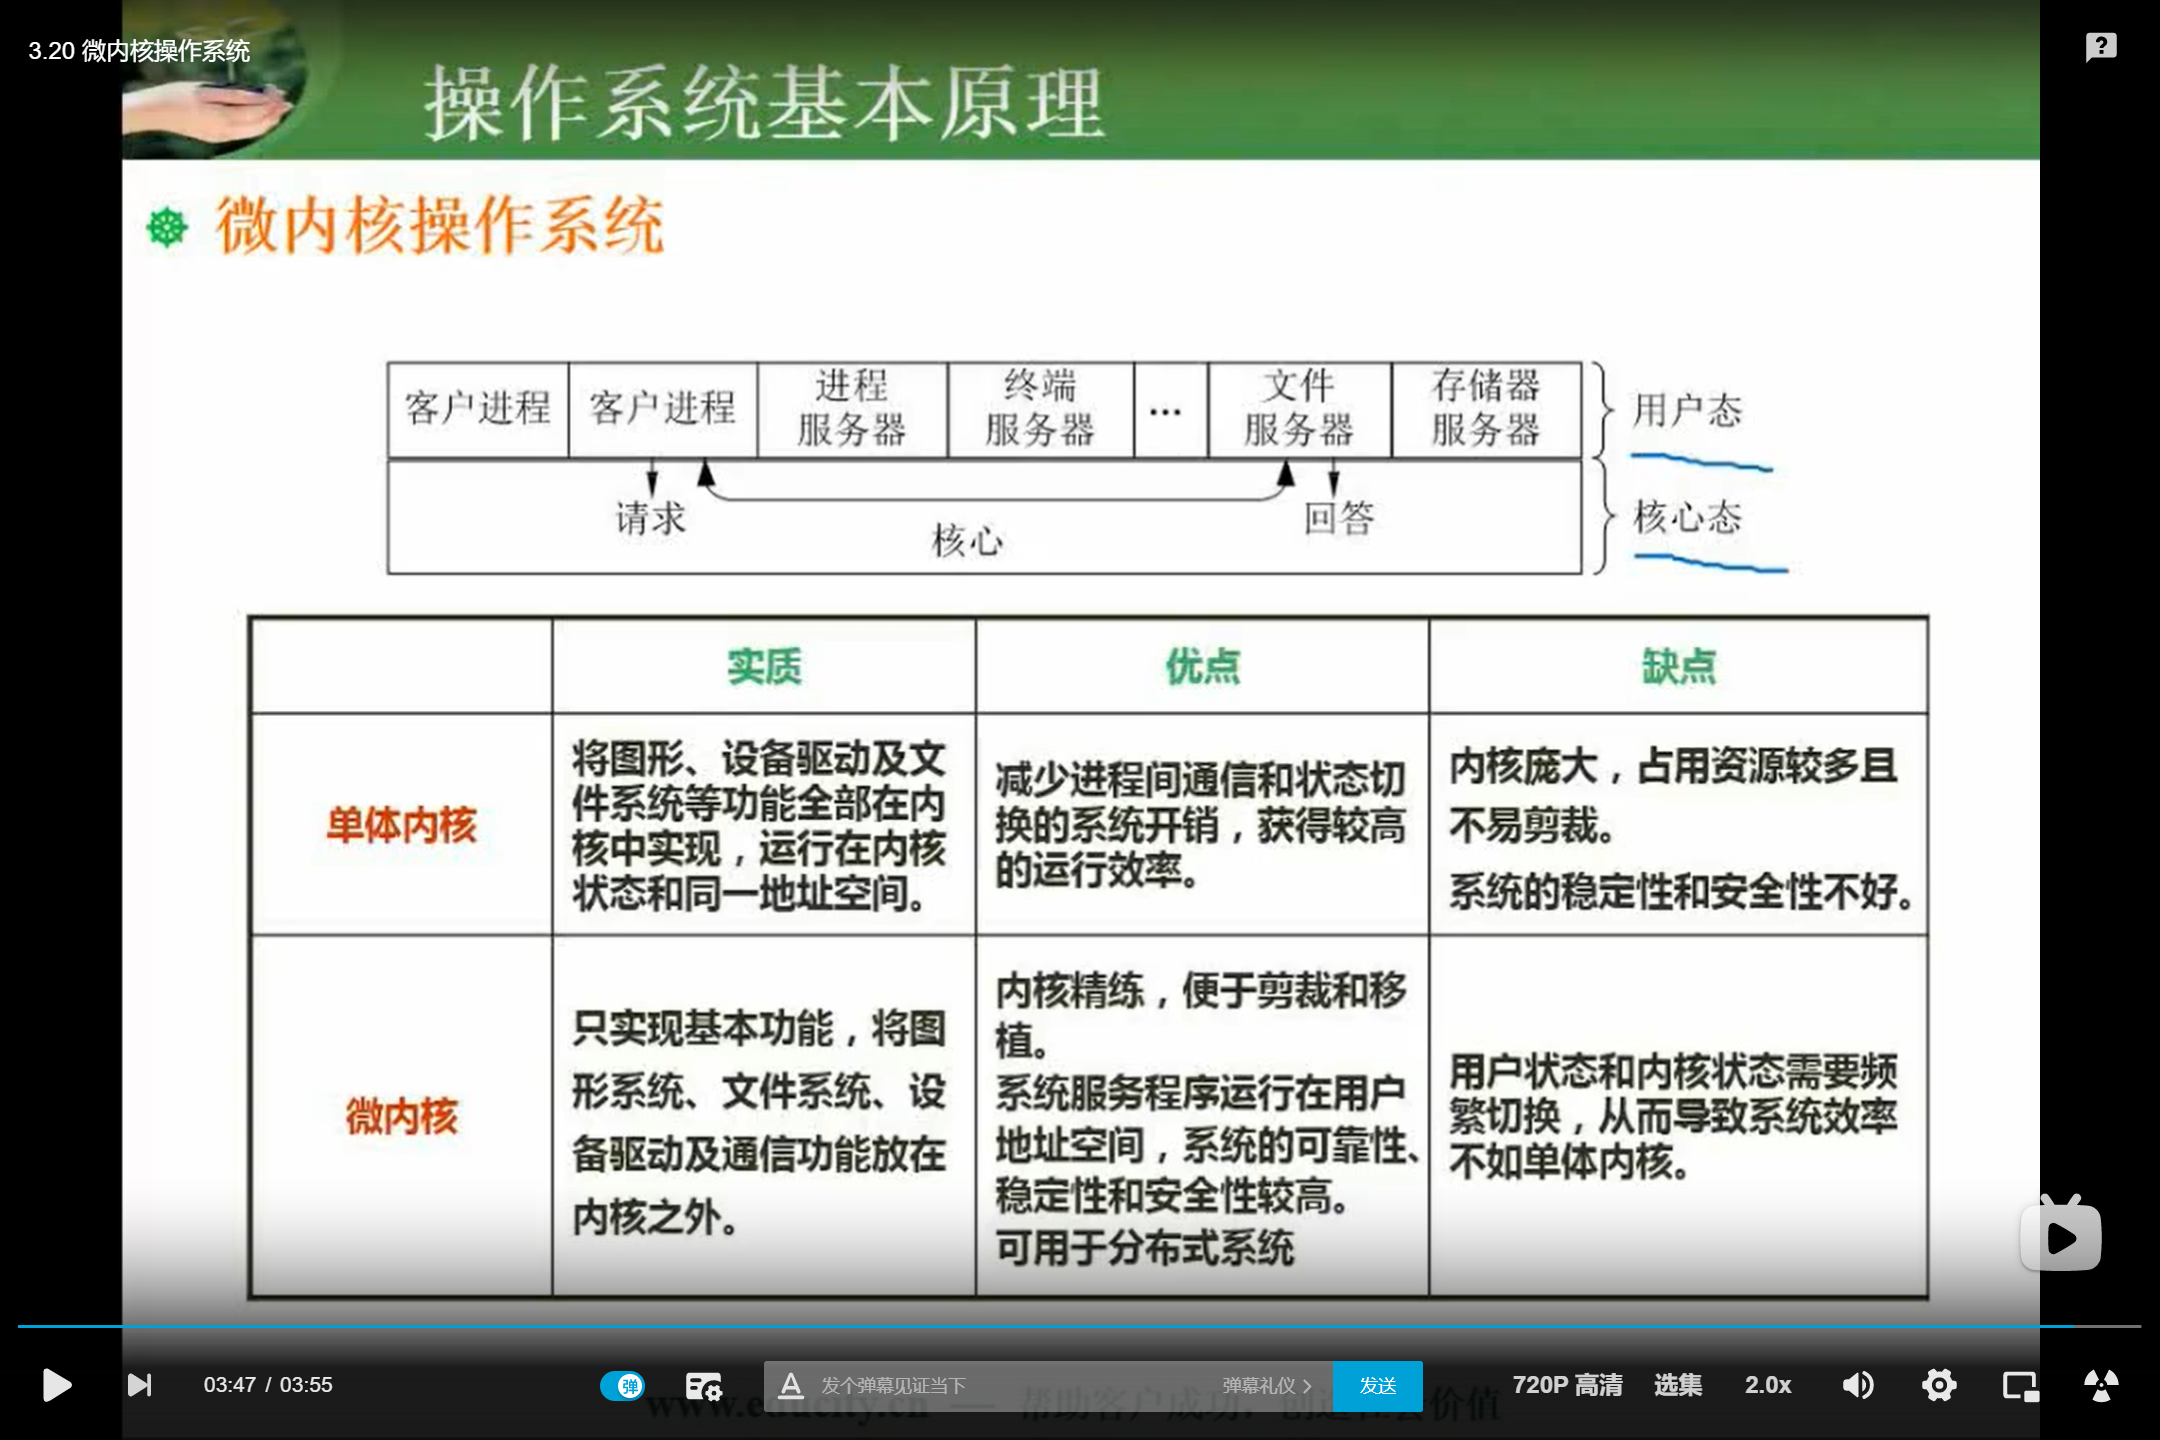 3.20 微内核操作系统
操作系统基本原理
微内核操作系统
客户进程
客户进程
进程
服务器
终端
服务器
...
文件
服务器
存储器
服务器
用户态
请求
核心
回答
核心态
实质
优点
缺点
单体内核
将图形、设备驱动及文
件系统等功能全部在内
核中实现，运行在内核
状态和同一地址空间。
减少进程间通信和状态切
换的系统开销，获得较高
的运行效率。
内核庞大，占用资源较多且
不易剪裁。
系统的稳定性和安全性不好。
微内核
只实现基本功能，将图
形系统、文件系统、设
备驱动及通信功能放在
内核之外。
内核精练，便于剪裁和移
植。
系统服务程序运行在用户
地址空间，系统的可靠性、
稳定性和安全性较高。
可用于分布式系统
用户状态和内核状态需要频
繁切换，从而导致系统效率
不如单体内核。
03:47 / 03:55
弹
A
发个弹幕见证当下
弹幕礼仪 >
发送
720P 高清
选集
2.0x
www.educity.cn — 帮助客户成功，创造社会价值